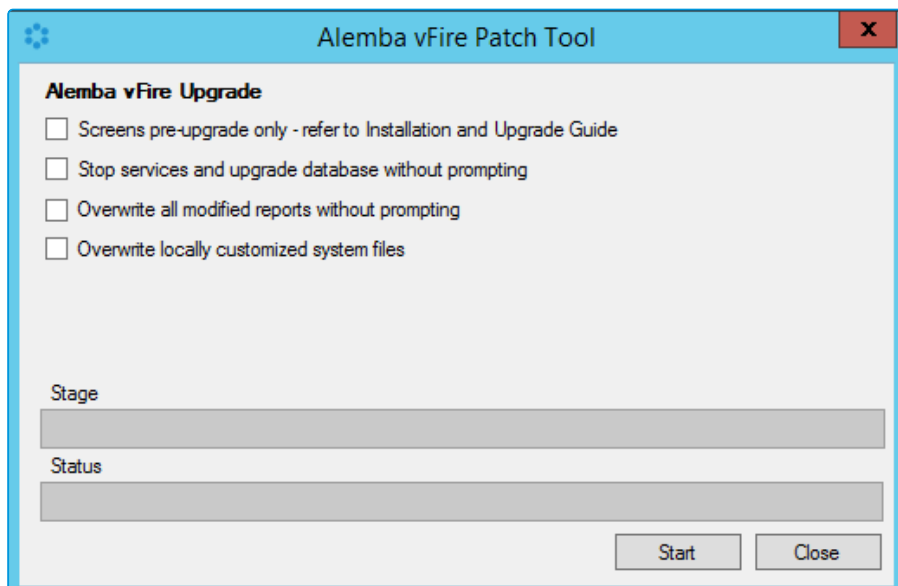 Alemba vFire Patch Tool
x
Alemba vFire Upgrade
Screens pre-upgrade only - refer to Installation and Upgrade Guide
Stop services and upgrade database without prompting
Overwrite all modified reports without prompting
Overwrite locally customized system files
Stage
Status
Start Close